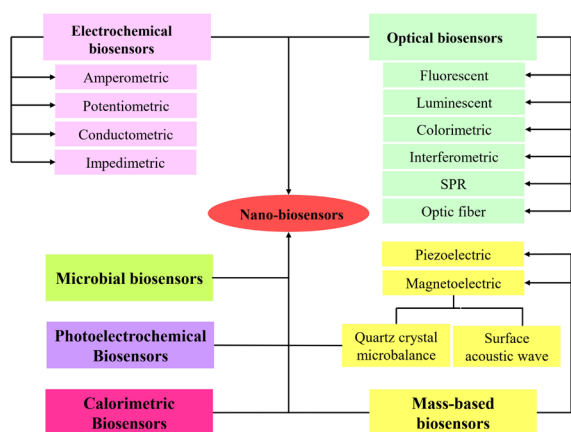 Electrochemical
biosensors
Amperometric
Potentiometric
Conductometric
Impedimetric
Optical biosensors
Fluorescent
Luminescent
Colorimetric
Interferometric
SPR
Optic fiber
Nano-biosensors
Microbial biosensors
Photoelectrochemical
Biosensors
Calorimetric
Biosensors
Piezoelectric
Magnetoelectric
Quartz crystal
microbalance
Surface
acoustic wave
Mass-based
biosensors